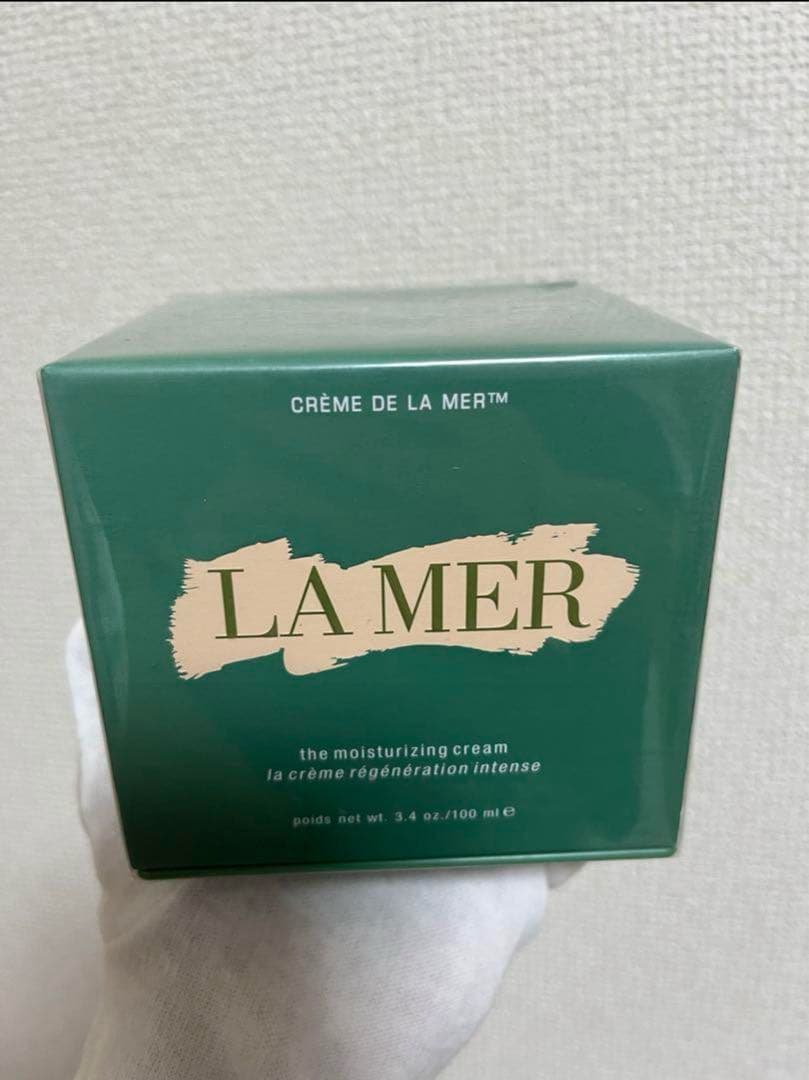 CRÈME DE LA MER™
LA MER
the moisturizing cream
la crème régénération intense
poids net wt. 3.4 oz./100 ml ℮